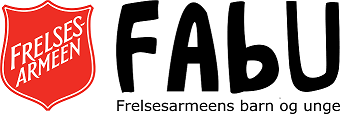 FRELSES
ARMEEN
FAbU
Frelsesarmeens barn og unge